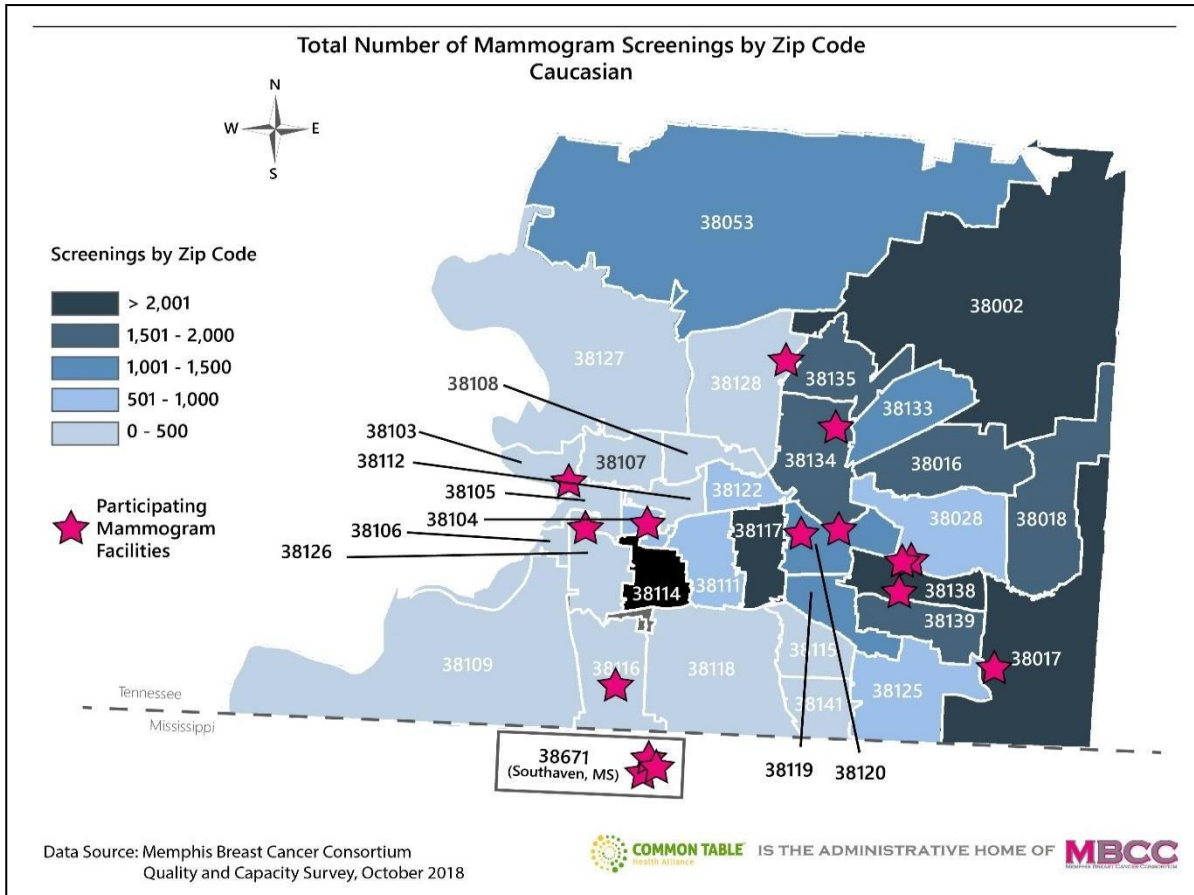 Total Number of Mammogram Screenings by Zip Code
Caucasian
N
W
E
S
Screenings by Zip Code
> 2,001
1,501 - 2,000
1,001 - 1,500
501 - 1,000
0 - 500
Participating
Mammogram
Facilities
38053
38002
38127
38128
38135
38108
38133
38103
38107
38134
38016
38112
38122
38105
38028
38018
38104
38117
38106
38126
38111
38114
38138
38139
38115
38017
38109
38116
38118
38125
38141
Tennessee
Mississippi
38671
(Southaven, MS)
38119
38120
Data Source: Memphis Breast Cancer Consortium
Quality and Capacity Survey, October 2018
COMMON TABLE
Health Alliance
IS THE ADMINISTRATIVE HOME OF
MBCC
MEMPHIS BREAST CANCER CONSORTIUM